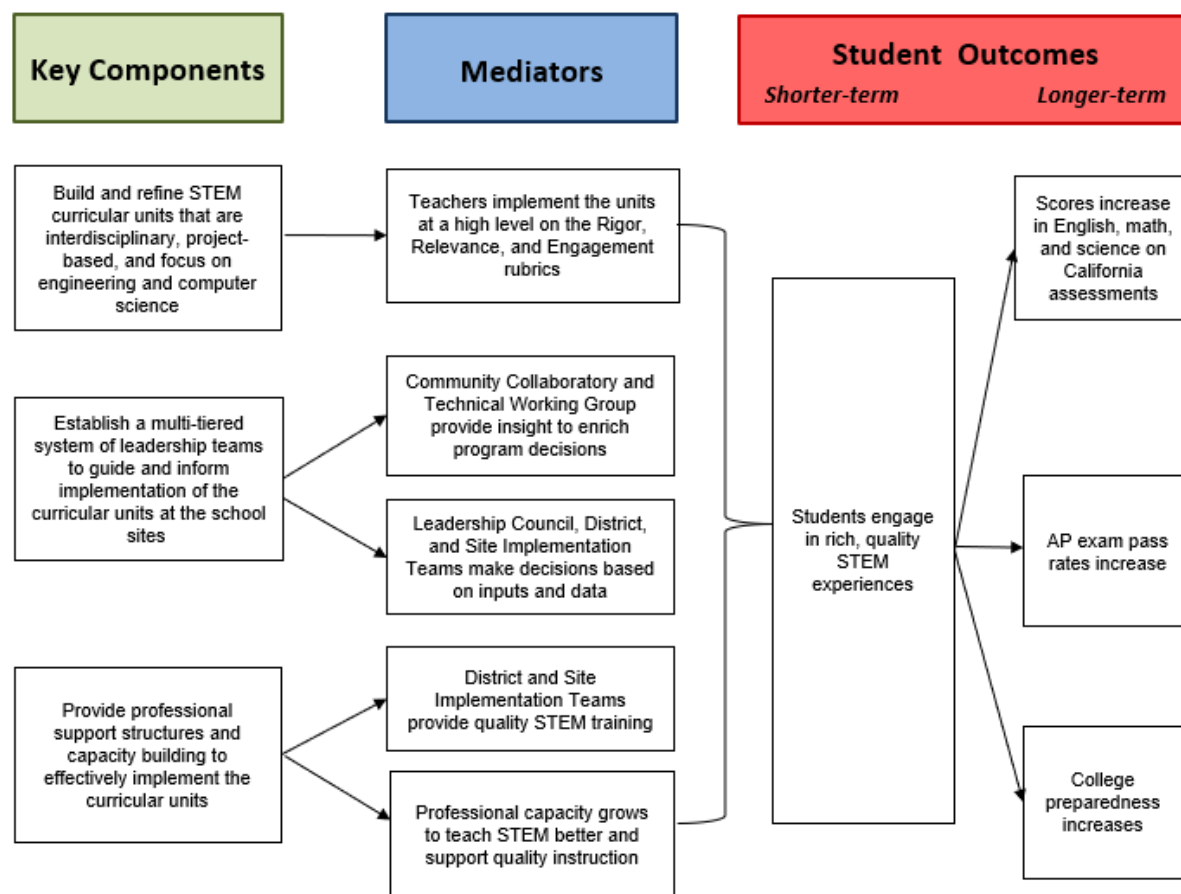 Key Components
Mediators
Student Outcomes
Shorter-term
Longer-term
Build and refine STEM
curricular units that are
interdisciplinary, project-
based, and focus on
engineering and computer
science
Teachers implement the units
at a high level on the Rigor,
Relevance, and Engagement
rubrics
Scores increase
in English, math,
and science on
California
assessments
Establish a multi-tiered
system of leadership teams
to guide and inform
implementation of the
curricular units at the school
sites
Community Collaboratory and
Technical Working Group
provide insight to enrich
program decisions
Leadership Council, District,
and Site Implementation
Teams make decisions based
on inputs and data
Students engage
in rich, quality
STEM
experiences
AP exam pass
rates increase
Provide professional
support structures and
capacity building to
effectively implement the
curricular units
District and Site
Implementation Teams
provide quality STEM training
Professional capacity grows
to teach STEM better and
support quality instruction
College
preparedness
increases